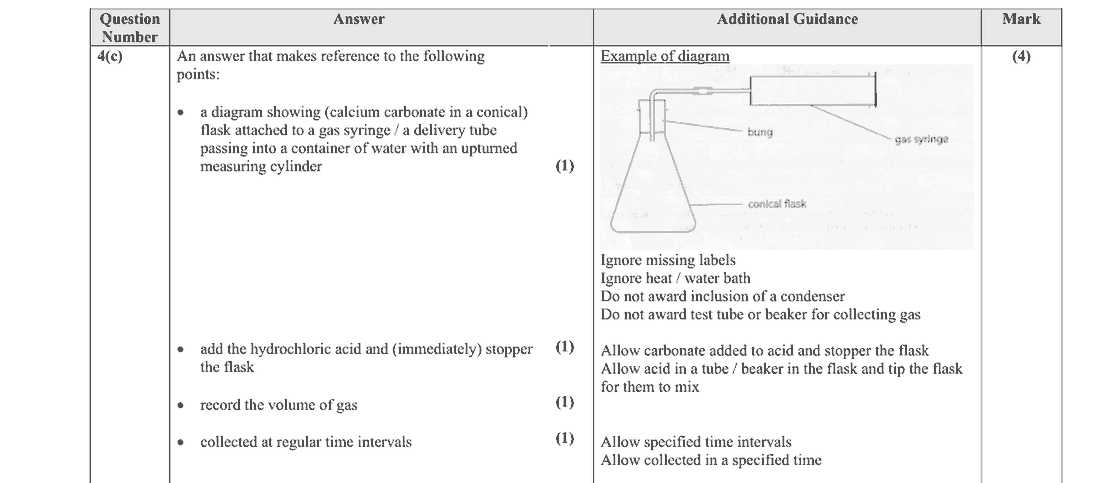 Question Number
Answer
Additional Guidance
Mark
4(c)
An answer that makes reference to the following
points:
• a diagram showing (calcium carbonate in a conical)
flask attached to a gas syringe / a delivery tube
passing into a container of water with an upturned
measuring cylinder (1)
Example of diagram
(4)
bung
gas syringe
conical flask
Ignore missing labels
Ignore heat / water bath
Do not award inclusion of a condenser
Do not award test tube or beaker for collecting gas
• add the hydrochloric acid and (immediately) stopper (1)
the flask
Allow carbonate added to acid and stopper the flask
Allow acid in a tube / beaker in the flask and tip the flask
for them to mix
• record the volume of gas (1)
• collected at regular time intervals (1)
Allow specified time intervals
Allow collected in a specified time